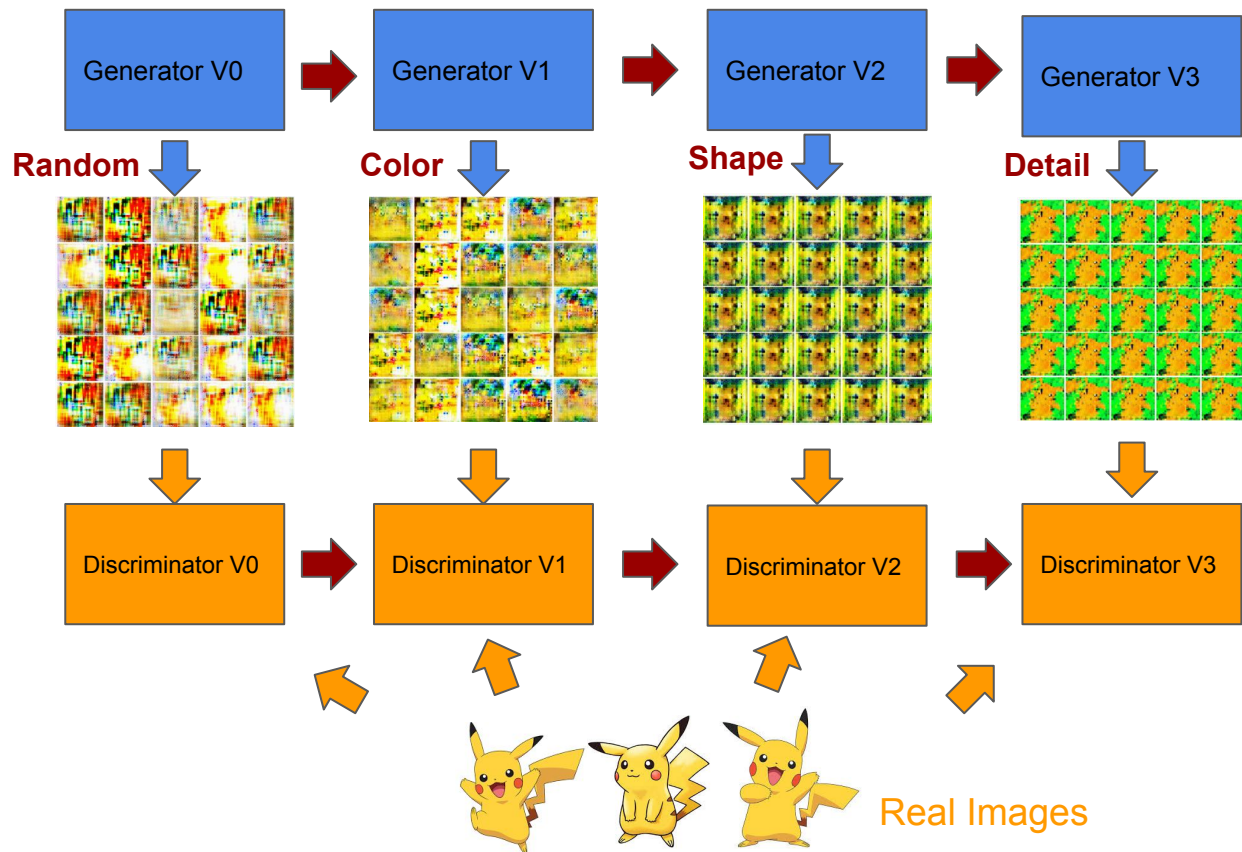 Generator V0
Generator V1
Generator V2
Generator V3
Random
Color
Shape
Detail
Discriminator V0
Discriminator V1
Discriminator V2
Discriminator V3
Real Images